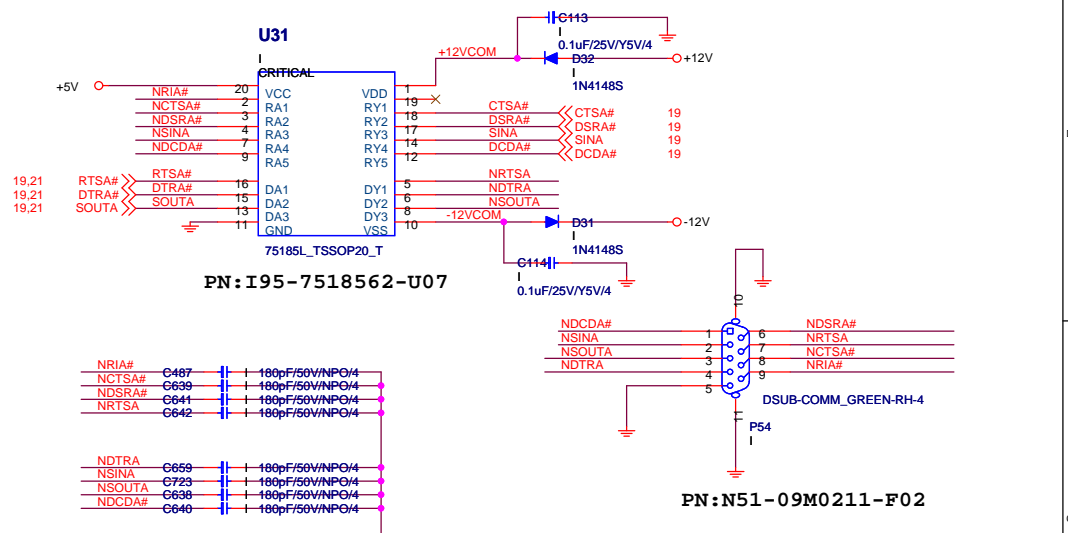 U31
CRITICAL
C113
0.1uF/25V/Y5V/4
+12VCOM
D32
+12V
1N4148S
+5V
20 VCC VDD 1
NRIA# 2 RA1 RY1 19
NCTSA# 3 RA2 RY2 18 CTSA# CTSA# 19
NDSRA# 4 RA3 RY3 17 DSRA# DSRA# 19
NSINA 7 RA4 RY4 14 SINA SINA 19
NDCDA# 9 RA5 RY5 12 DCDA# DCDA# 19
19,21 RTSA# RTSA# 16 DA1 DY1 5 NRTSA
19,21 DTRA# DTRA# 15 DA2 DY2 6 NDTRA
19,21 SOUTA SOUTA 13 DA3 DY3 8 NSOUTA
11 GND VSS 10 -12VCOM D31 -12V
1N4148S
75185L_TSSOP20_T
C114
0.1uF/25V/Y5V/4
PN:I95-7518562-U07
10
NDCDA# 1 6 NDSRA#
NSINA 2 7 NRTSA
NSOUTA 3 8 NCTSA#
NDTRA 4 9 NRIA#
5
DSUB-COMM_GREEN-RH-4
11
P54
PN:N51-09M0211-F02
NRIA# C487 180pF/50V/NPO/4
NCTSA# C639 180pF/50V/NPO/4
NDSRA# C641 180pF/50V/NPO/4
NRTSA C642 180pF/50V/NPO/4
NDTRA C659 180pF/50V/NPO/4
NSINA C723 180pF/50V/NPO/4
NSOUTA C638 180pF/50V/NPO/4
NDCDA# C640 180pF/50V/NPO/4